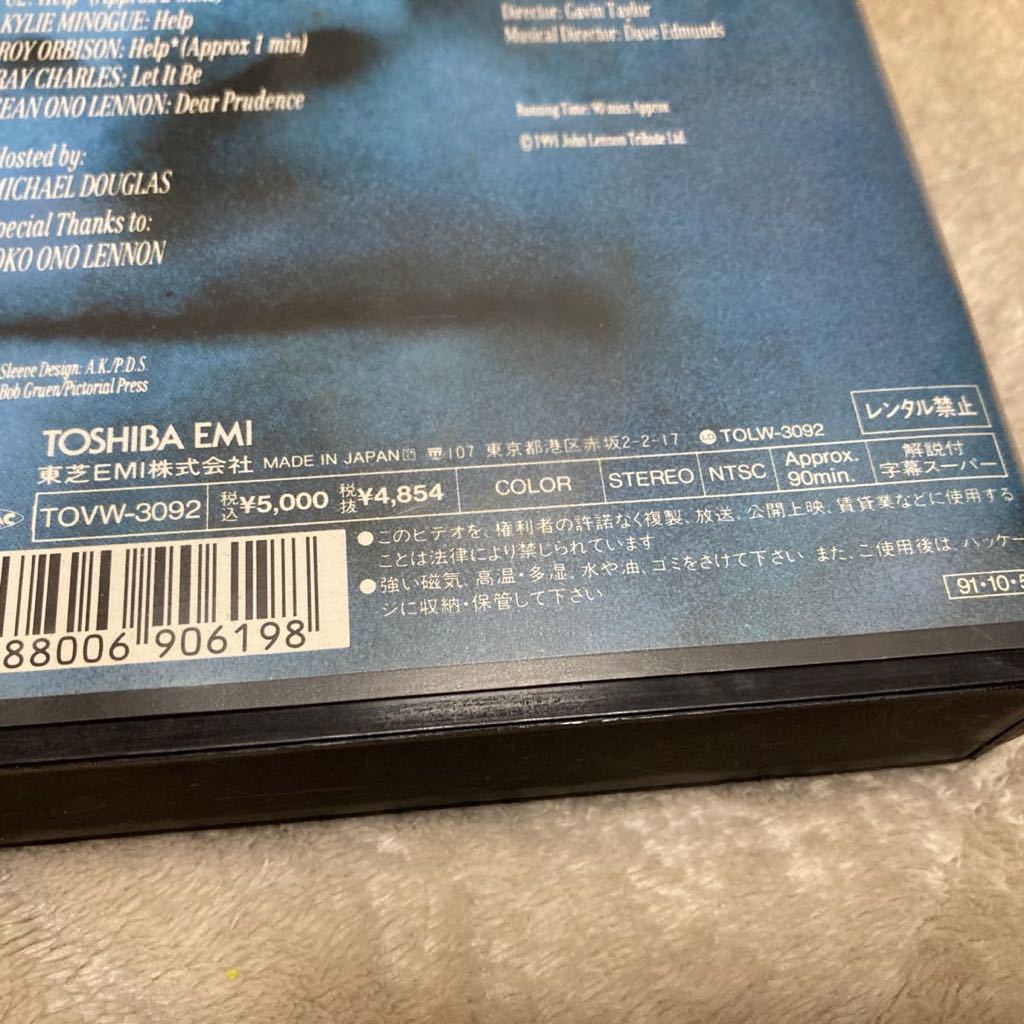 KYLIE MINOGUE: Help
ROY ORBISON: Help* (Approx 1 min)
RAY CHARLES: Let It Be
EAN ONO LENNON: Dear Prudence
Hosted by:
MICHAEL DOUGLAS
pecial Thanks to:
OKO ONO LENNON
Director: Gavin Taylor
Musical Director: Dave Edmunds
Running Time: 90 mins Approx
© 1991 John Lennon Tribute Ltd.
Sleeve Design: A.K./P.D.S.
Bob Gruen/Pictorial Press
レンタル禁止
TOSHIBA EMI
東芝EMI株式会社 MADE IN JAPAN 〒107 東京都港区赤坂2-2-17 LD TOLW-3092
TOVW-3092 税込¥5,000 税抜¥4,854 COLOR STEREO NTSC Approx. 90min. 解説付 字幕スーパー
●このビデオを、権利者の許諾なく複製、放送、公開上映、賃貸業などに使用する
ことは法律により禁じられています
●強い磁気、高温・多湿、水や油、ゴミをさけて下さい また、ご使用後は、パッケー
ジに収納・保管して下さい
91・10・5
88006 906198